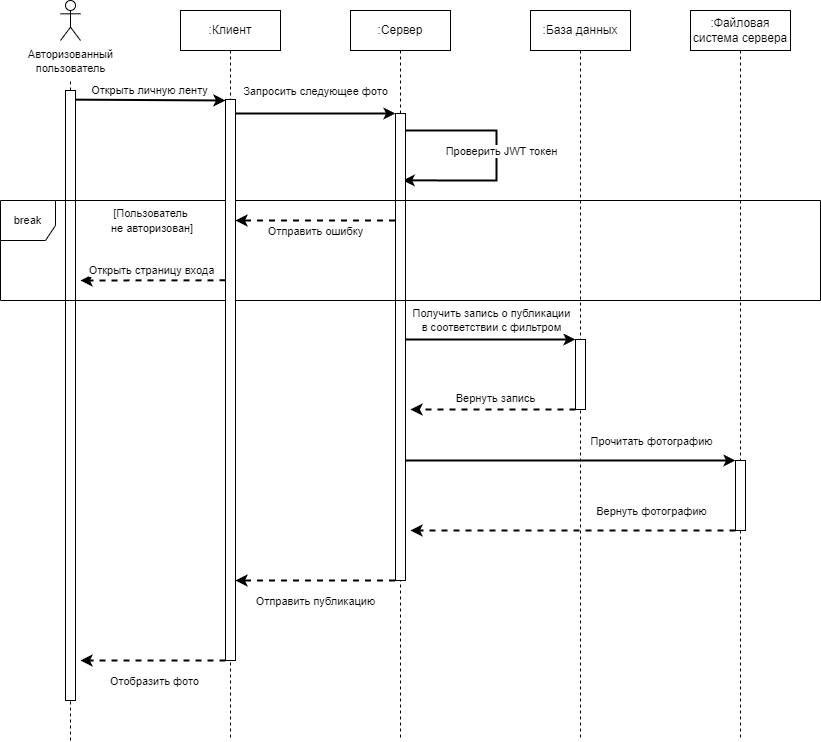 Авторизованный
пользователь
:Клиент
:Сервер
:База данных
:Файловая
система сервера
Открыть личную ленту
Запросить следующее фото
Проверить JWT токен
break
[Пользователь
не авторизован]
Отправить ошибку
Открыть страницу входа
Получить запись о публикации
в соответствии с фильтром
Вернуть запись
Прочитать фотографию
Вернуть фотографию
Отправить публикацию
Отобразить фото